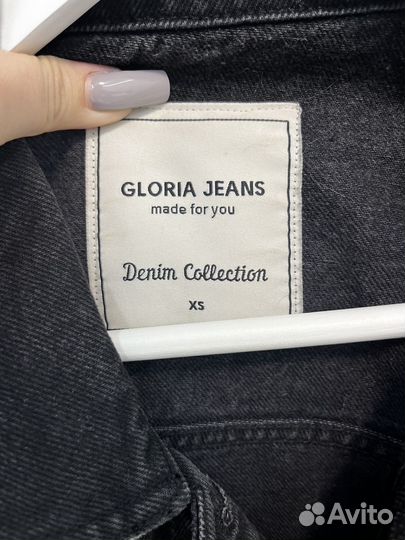 GLORIA JEANS
made for you
Denim Collection
XS
Avito